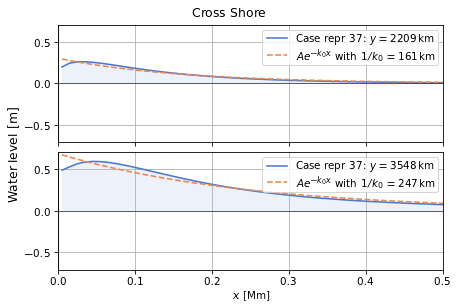 Cross Shore
Water level [m]
0.5
0.0
−0.5
Case repr 37: y = 2209 km
Ae^{−k₀x} with 1/k₀ = 161 km
0.5
0.0
−0.5
Case repr 37: y = 3548 km
Ae^{−k₀x} with 1/k₀ = 247 km
0.0 0.1 0.2 0.3 0.4 0.5
x [Mm]